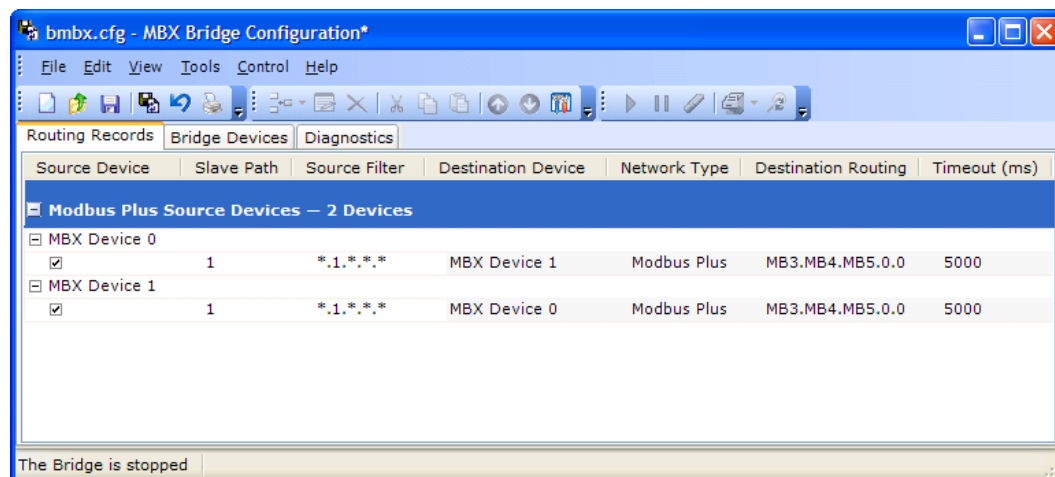 bmbx.cfg - MBX Bridge Configuration*
File Edit View Tools Control Help
Routing Records Bridge Devices Diagnostics
Source Device Slave Path Source Filter Destination Device Network Type Destination Routing Timeout (ms)
Modbus Plus Source Devices — 2 Devices
MBX Device 0
1 *.1.*.*.* MBX Device 1 Modbus Plus MB3.MB4.MB5.0.0 5000
MBX Device 1
1 *.1.*.*.* MBX Device 0 Modbus Plus MB3.MB4.MB5.0.0 5000
The Bridge is stopped